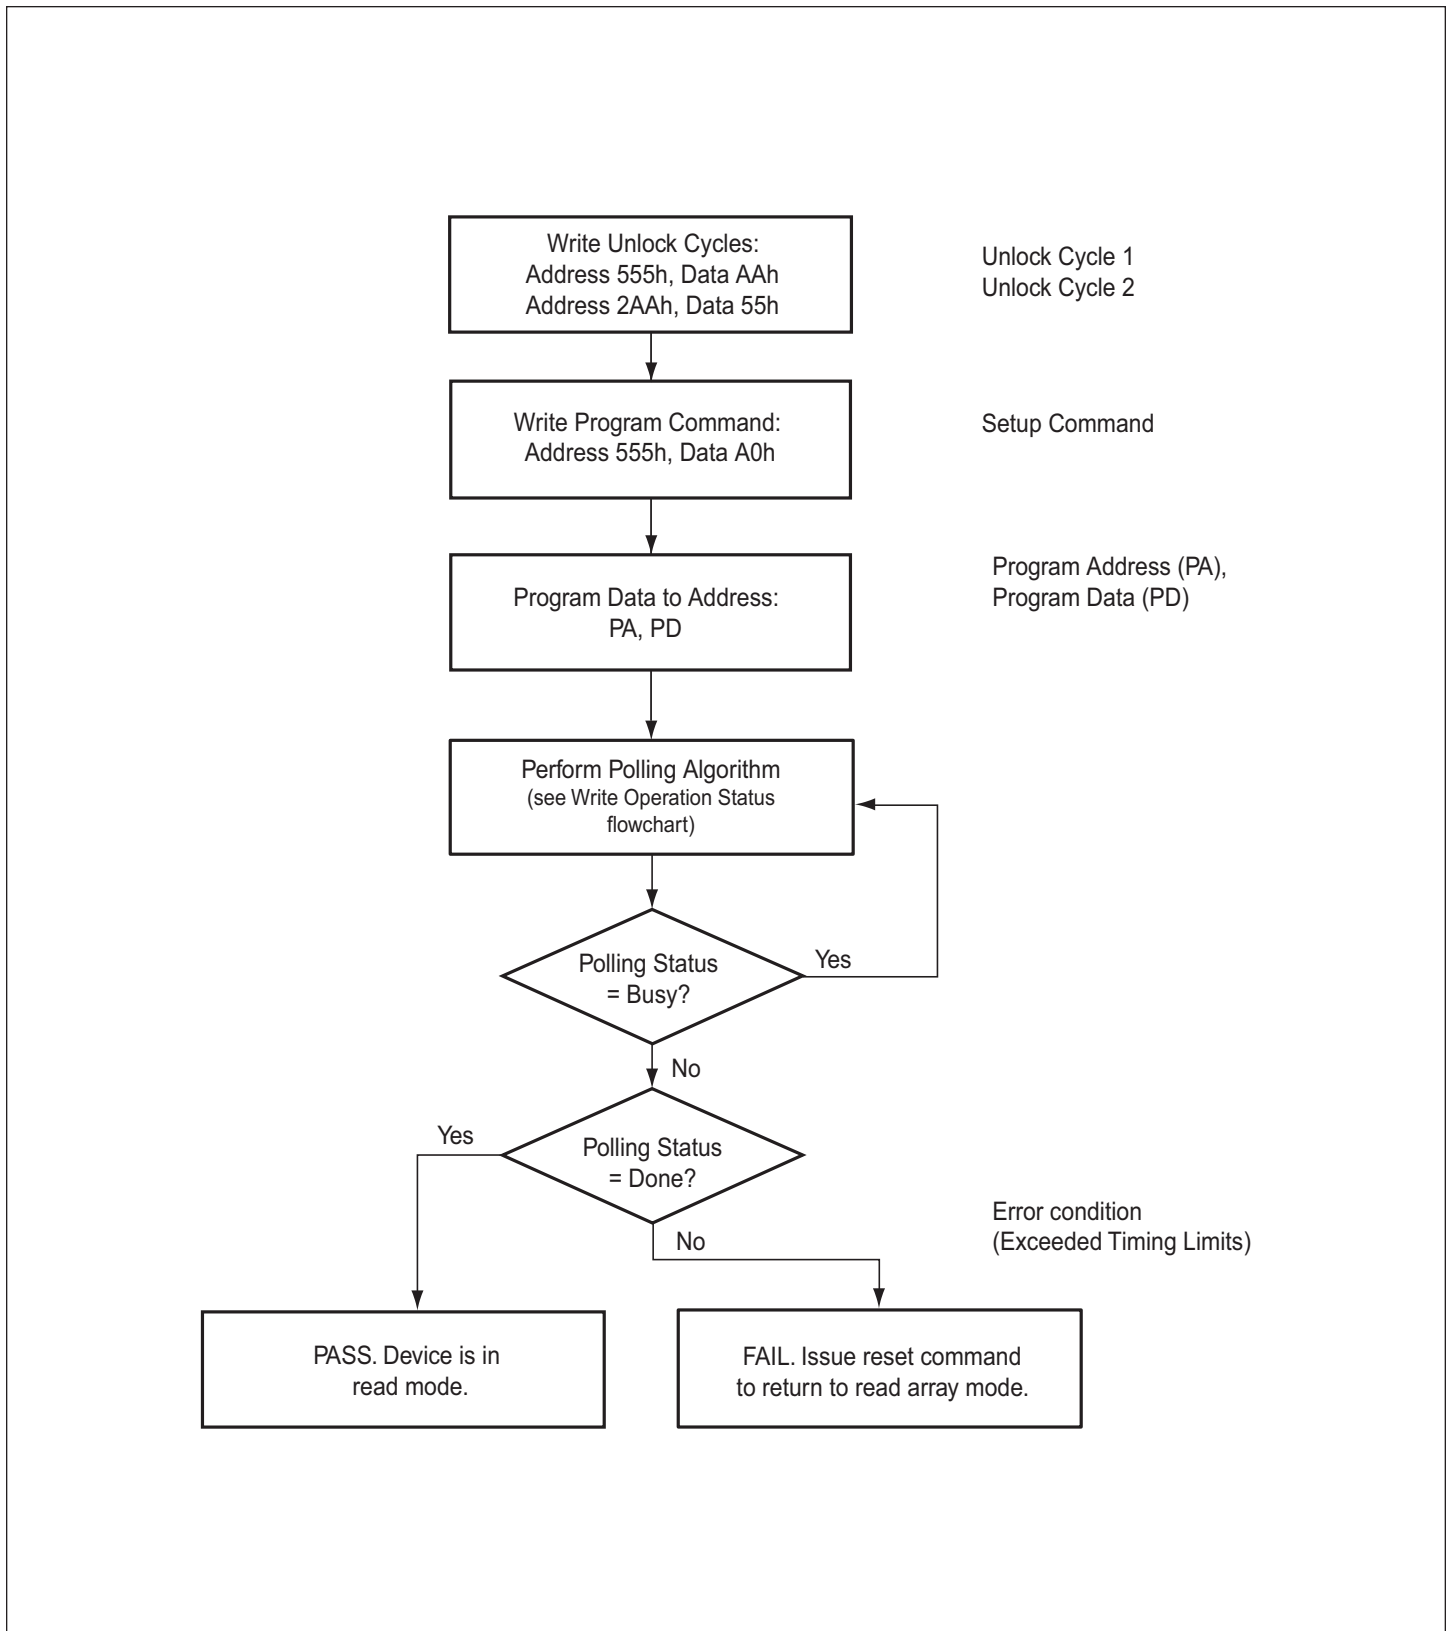 Write Unlock Cycles:
Address 555h, Data AAh
Address 2AAh, Data 55h
Unlock Cycle 1
Unlock Cycle 2
Write Program Command:
Address 555h, Data A0h
Setup Command
Program Data to Address:
PA, PD
Program Address (PA),
Program Data (PD)
Perform Polling Algorithm
(see Write Operation Status
flowchart)
Polling Status
= Busy?
Yes
No
Polling Status
= Done?
Yes
No
Error condition
(Exceeded Timing Limits)
PASS. Device is in
read mode.
FAIL. Issue reset command
to return to read array mode.